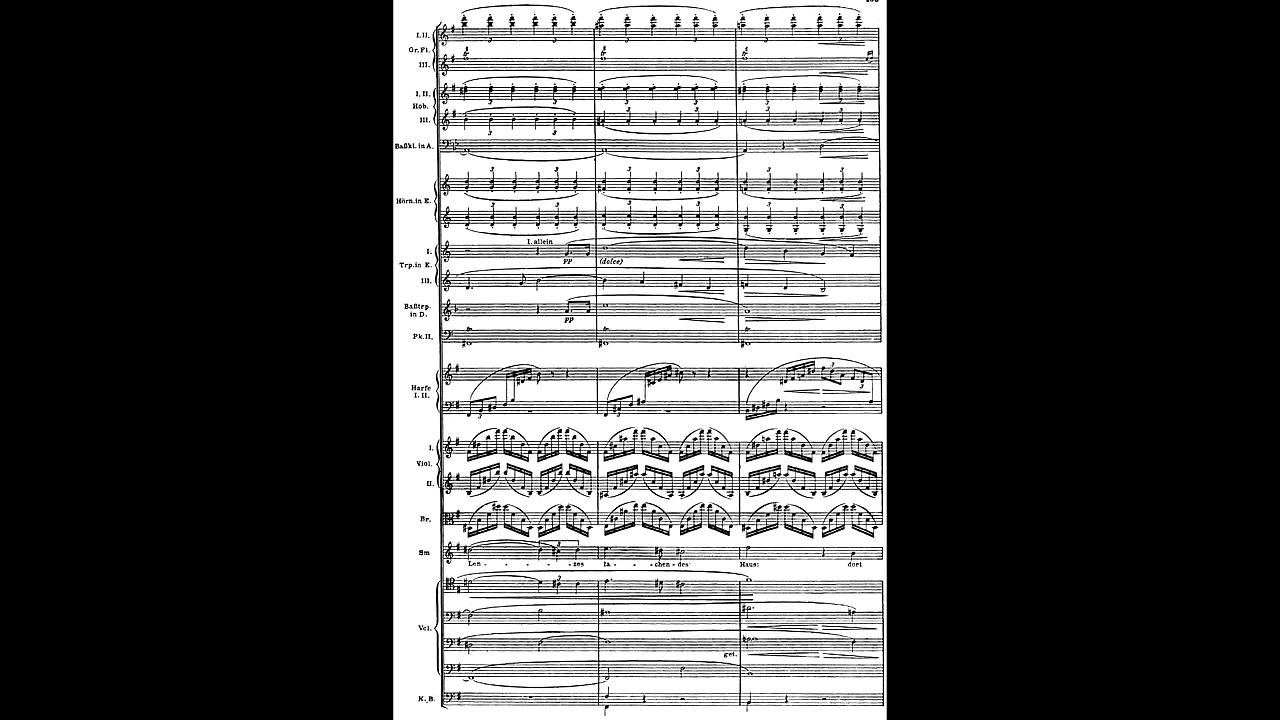 I.II.
Gr.Fl.
III.
I.II.
Hob.
III.
Baßkl. in A.
Hörn. in E.
I. allein
I.
pp (dolce)
Trp. in E.
III.
Baßtrp.
in D.
pp
Pk. II.
Harfe
I. II.
I.
Viol.
II.
Br.
Sm
Len - - - - - zes la - - chen - des Haus: dort
Vcl.
get.
K. B.